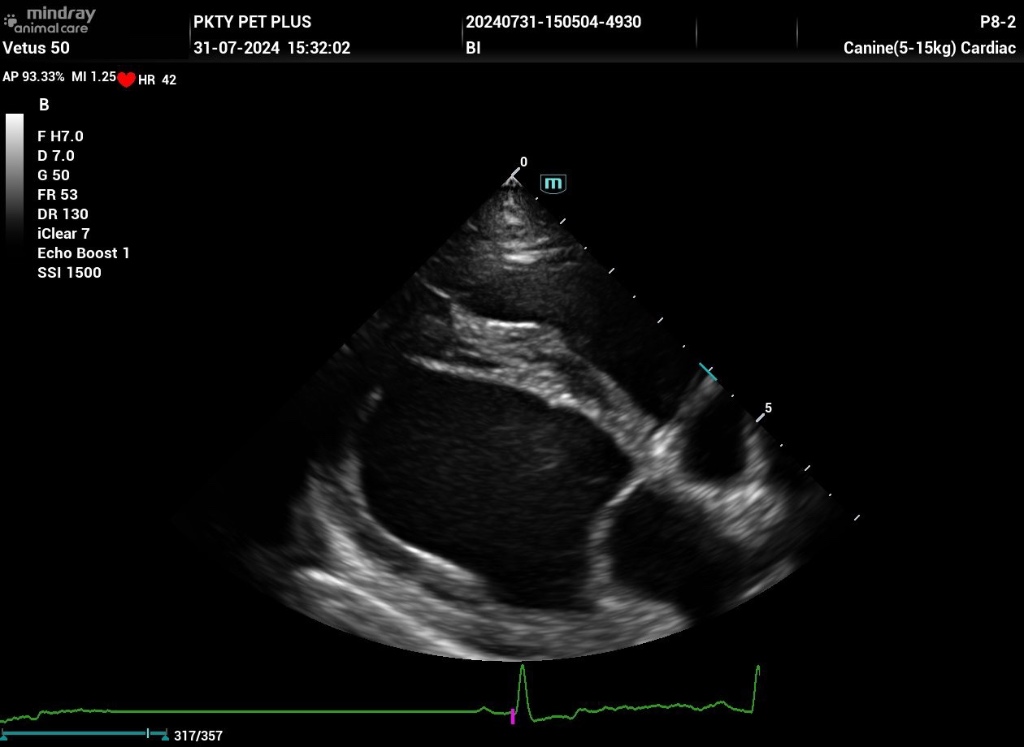 mindray
animalcare
Vetus 50
PKTY PET PLUS
31-07-2024 15:32:02
20240731-150504-4930
BI
P8-2
Canine(5-15kg) Cardiac
AP 93.33% MI 1.25
HR 42
B
F H7.0
D 7.0
G 50
FR 53
DR 130
iClear 7
Echo Boost 1
SSI 1500
0
m
5
317/357